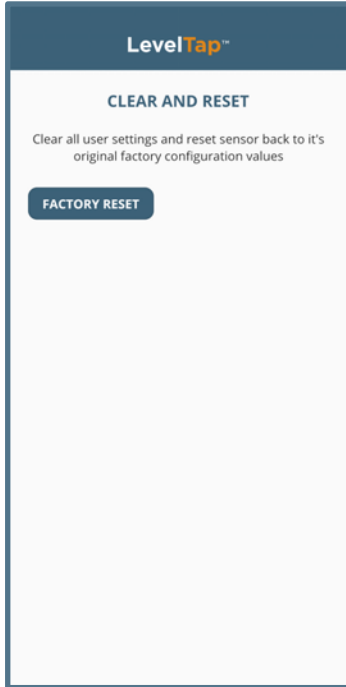 LevelTap™
CLEAR AND RESET
Clear all user settings and reset sensor back to it's
original factory configuration values
FACTORY RESET